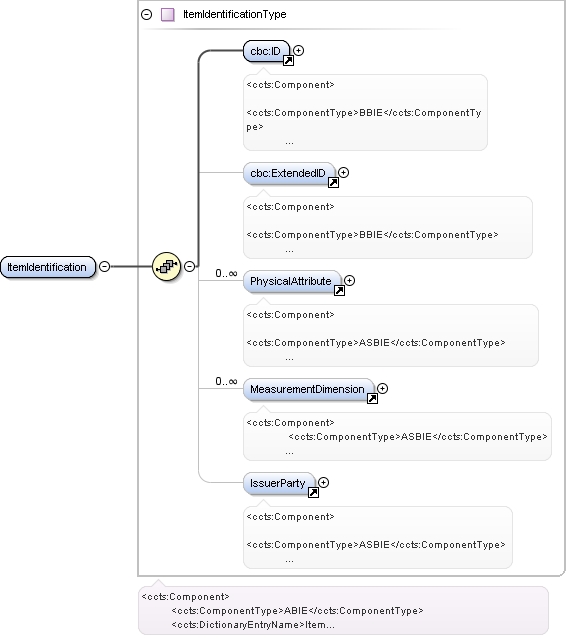 ItemIdentificationType
cbc:ID
<ccts:Component>
<ccts:ComponentType>BBIE</ccts:ComponentTy
pe>
...
cbc:ExtendedID
<ccts:Component>
<ccts:ComponentType>BBIE</ccts:ComponentType>
...
ItemIdentification
0..∞
PhysicalAttribute
<ccts:Component>
<ccts:ComponentType>ASBIE</ccts:ComponentType>
...
0..∞
MeasurementDimension
<ccts:Component>
<ccts:ComponentType>ASBIE</ccts:ComponentType>
...
IssuerParty
<ccts:Component>
<ccts:ComponentType>ASBIE</ccts:ComponentType>
...
<ccts:Component>
<ccts:ComponentType>ABIE</ccts:ComponentType>
<ccts:DictionaryEntryName>Item...